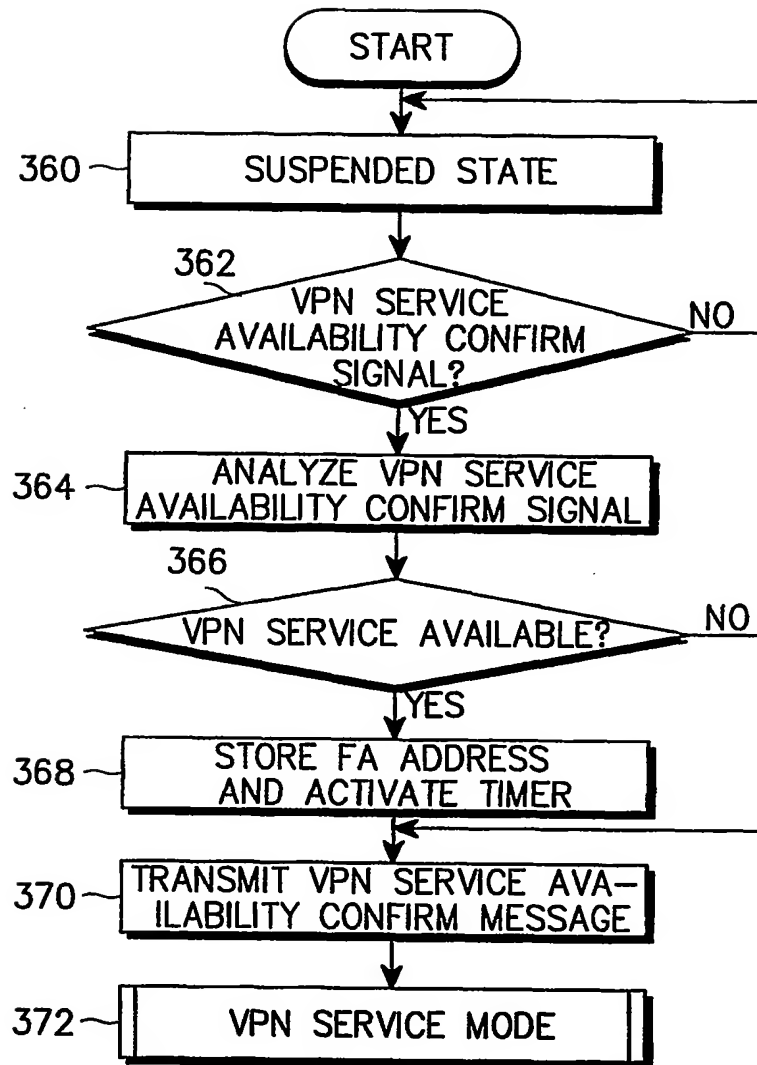 START
360
SUSPENDED STATE
362
VPN SERVICE
AVAILABILITY CONFIRM
SIGNAL?
NO
YES
364
ANALYZE VPN SERVICE
AVAILABILITY CONFIRM SIGNAL
366
VPN SERVICE AVAILABLE?
NO
YES
368
STORE FA ADDRESS
AND ACTIVATE TIMER
370
TRANSMIT VPN SERVICE AVA-
ILABILITY CONFIRM MESSAGE
372
VPN SERVICE MODE